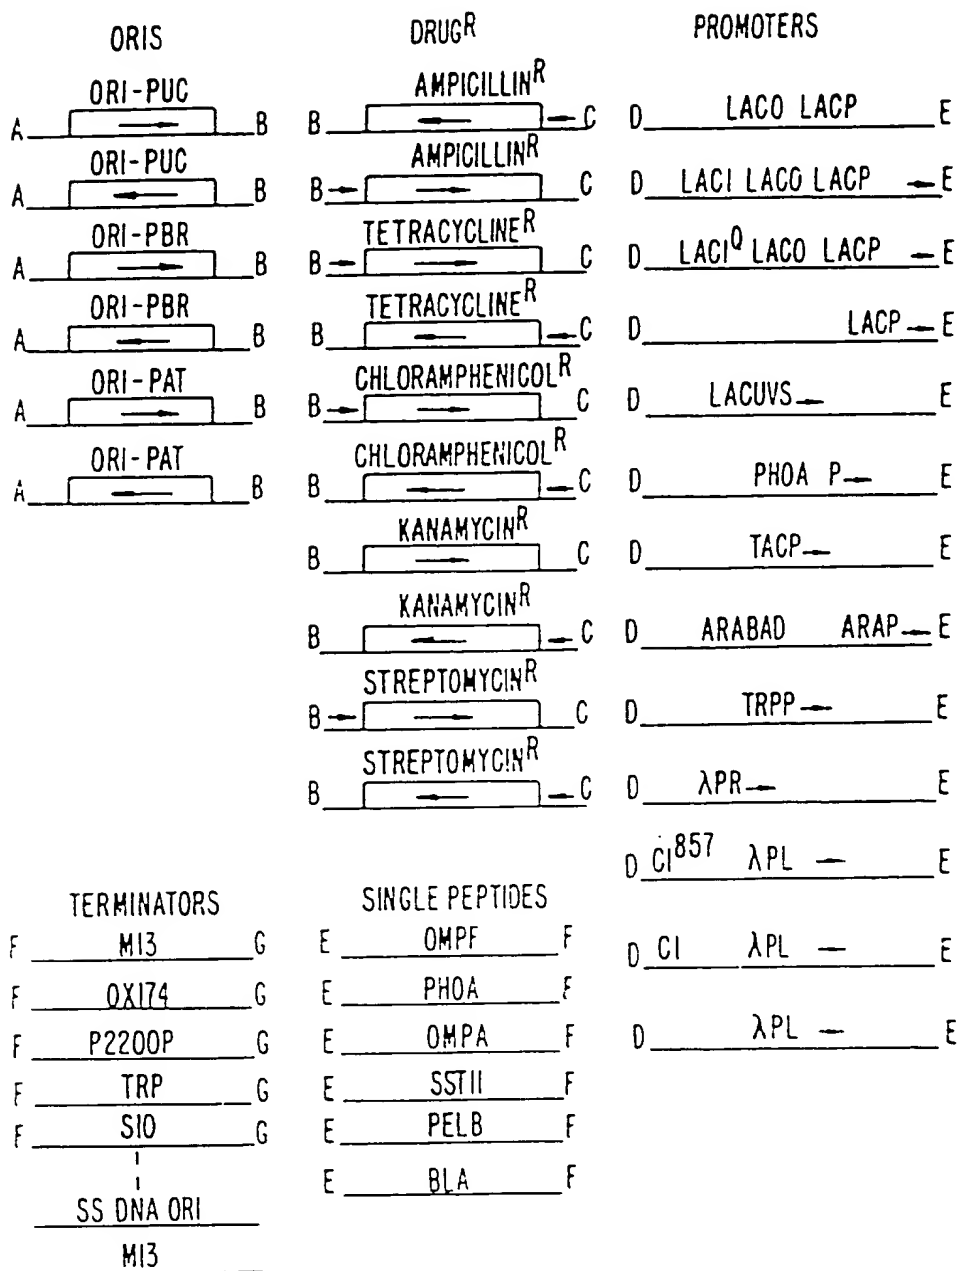 ORIS
ORI-PUC
A B
ORI-PUC
A B
ORI-PBR
A B
ORI-PBR
A B
ORI-PAT
A B
ORI-PAT
A B
DRUGR
AMPICILLINR
B C
AMPICILLINR
B C
TETRACYCLINER
B C
TETRACYCLINER
B C
CHLORAMPHENICOLR
B C
CHLORAMPHENICOLR
B C
KANAMYCINR
B C
KANAMYCINR
B C
STREPTOMYCINR
B C
STREPTOMYCINR
B C
PROMOTERS
D LACO LACP E
D LACI LACO LACP E
D LACIQ LACO LACP E
D LACP E
D LACUVS E
D PHOA P E
D TACP E
D ARABAD ARAP E
D TRPP E
D λPR E
D CI857 λPL E
D CI λPL E
D λPL E
TERMINATORS
F M13 G
F OX174 G
F P2200P G
F TRP G
F S10 G
SS DNA ORI
M13
SINGLE PEPTIDES
E OMPF F
E PHOA F
E OMPA F
E SSTII F
E PELB F
E BLA F